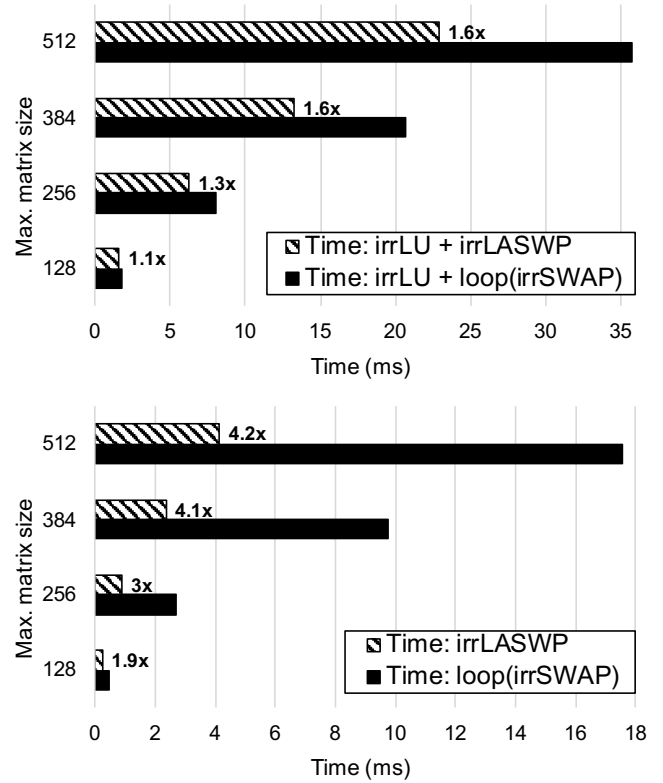 Max. matrix size
512
1.6x
384
1.6x
256
1.3x
128
1.1x
Time: irrLU + irrLASWP
Time: irrLU + loop(irrSWAP)
0 5 10 15 20 25 30 35
Time (ms)
Max. matrix size
512
4.2x
384
4.1x
256
3x
128
1.9x
Time: irrLASWP
Time: loop(irrSWAP)
0 2 4 6 8 10 12 14 16 18
Time (ms)